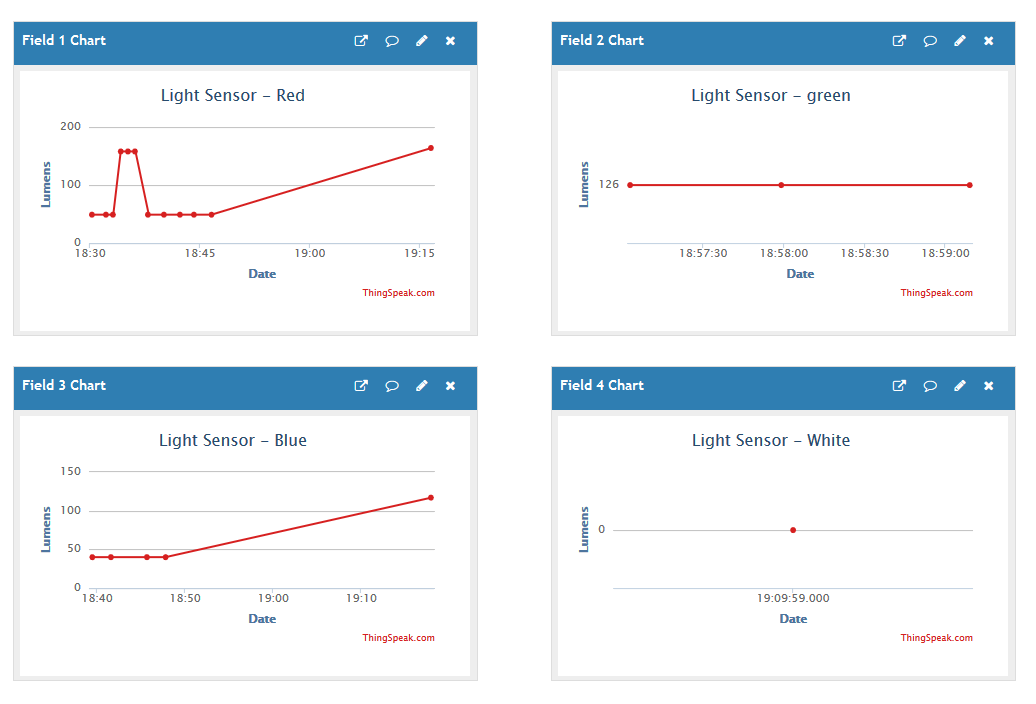 Field 1 Chart
Light Sensor – Red
200
100
0
Lumens
18:30 18:45 19:00 19:15
Date
ThingSpeak.com
Field 2 Chart
Light Sensor – green
126
Lumens
18:57:30 18:58:00 18:58:30 18:59:00
Date
ThingSpeak.com
Field 3 Chart
Light Sensor – Blue
150
100
50
0
Lumens
18:40 18:50 19:00 19:10
Date
ThingSpeak.com
Field 4 Chart
Light Sensor – White
0
Lumens
19:09:59.000
Date
ThingSpeak.com